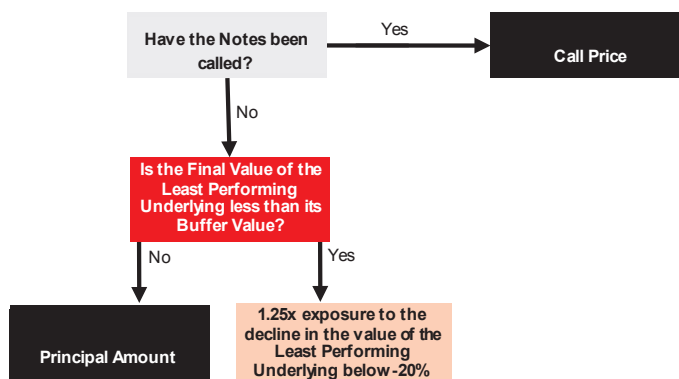 Have the Notes been
called?
Yes
Call Price
No
Is the Final Value of the
Least Performing
Underlying less than its
Buffer Value?
No
Yes
Principal Amount
1.25x exposure to the
decline in the value of the
Least Performing
Underlying below -20%